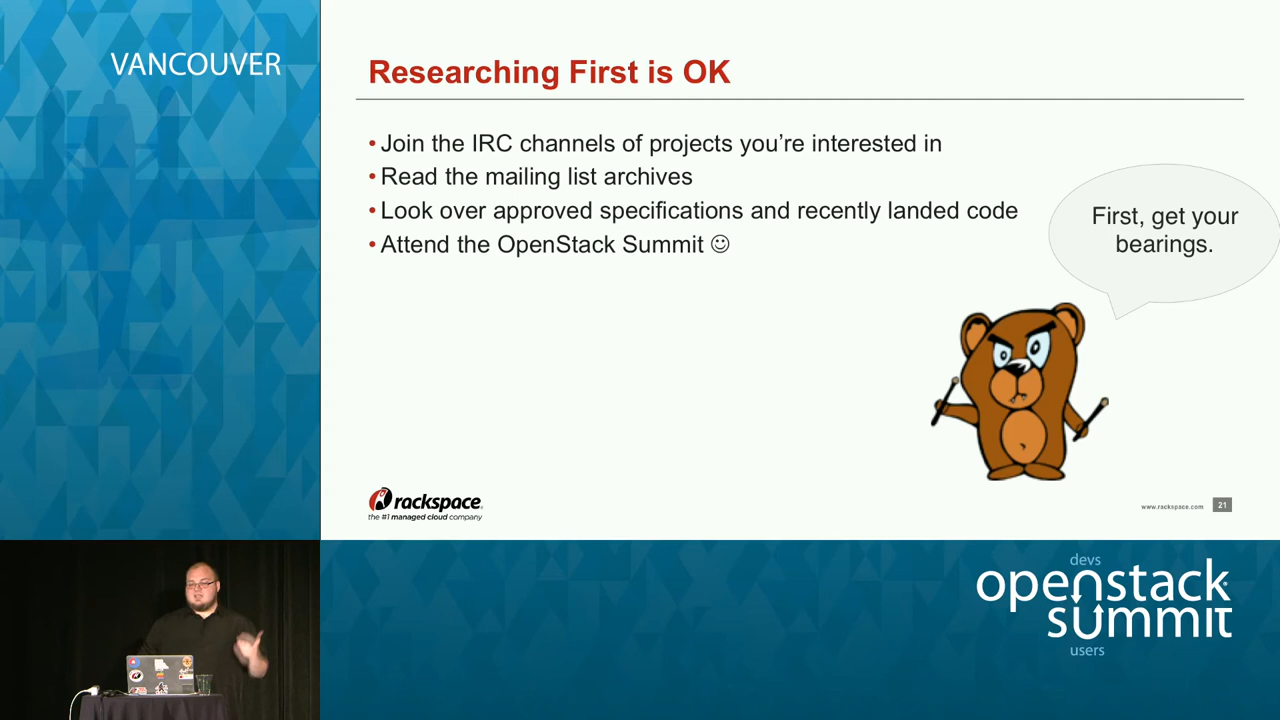 VANCOUVER
Researching First is OK
• Join the IRC channels of projects you're interested in
• Read the mailing list archives
• Look over approved specifications and recently landed code
• Attend the OpenStack Summit ☺
First, get your
bearings.
rackspace
the #1 managed cloud company
www.rackspace.com
21
devs
openstack
summit
users